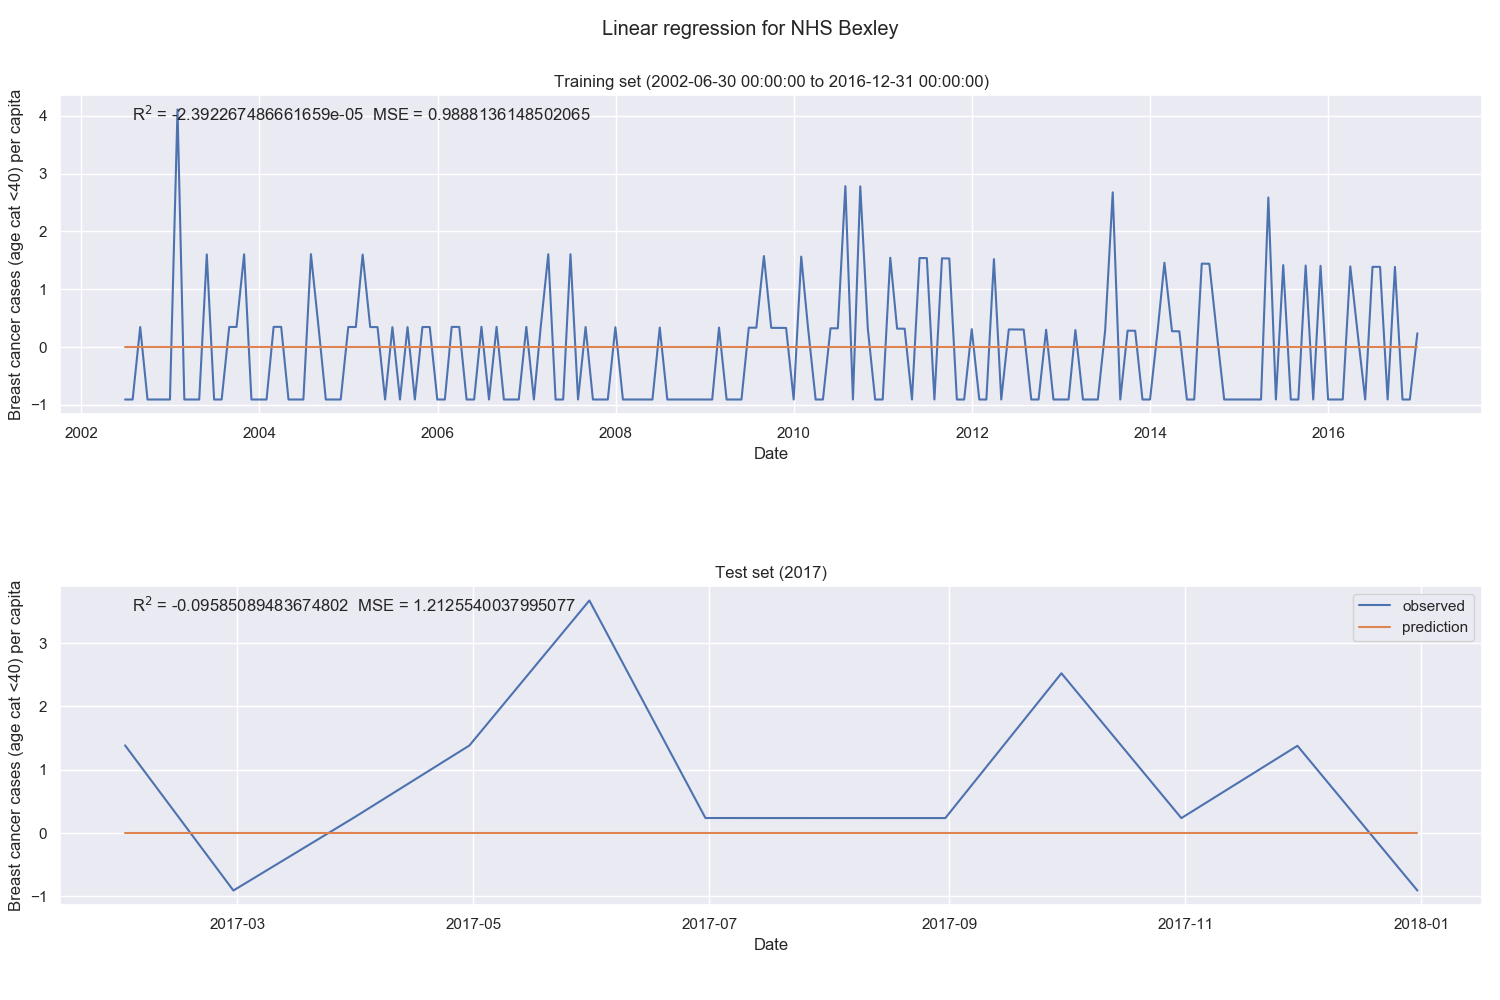 Linear regression for NHS Bexley
Training set (2002-06-30 00:00:00 to 2016-12-31 00:00:00)
R² = -2.392267486661659e-05 MSE = 0.9888136148502065
Breast cancer cases (age cat <40) per capita
4
3
2
1
0
−1
2002 2004 2006 2008 2010 2012 2014 2016
Date
Test set (2017)
R² = -0.09585089483674802 MSE = 1.2125540037995077
observed
prediction
Breast cancer cases (age cat <40) per capita
3
2
1
0
−1
2017-03 2017-05 2017-07 2017-09 2017-11 2018-01
Date